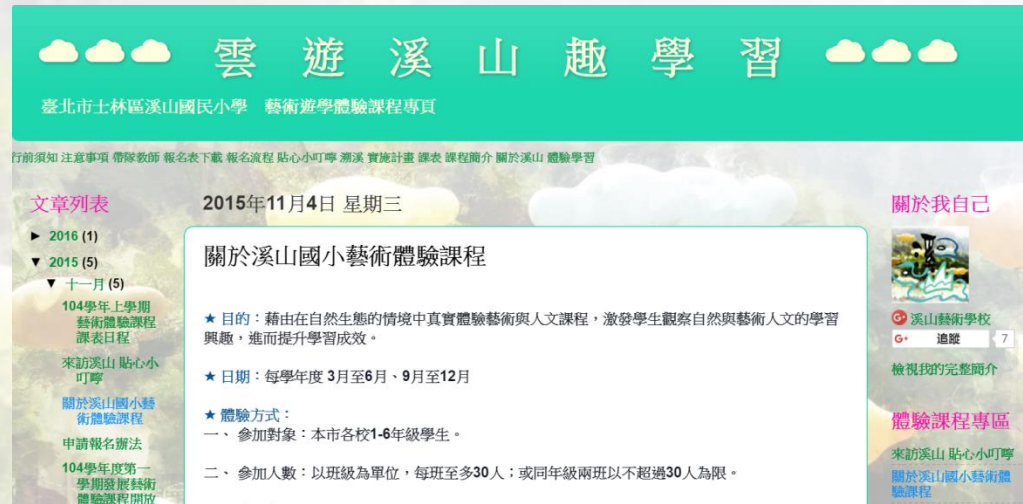 雲遊溪山趣學習
臺北市士林區溪山國民小學　藝術遊學體驗課程專頁
行前須知 注意事項 帶隊教師 報名表下載 報名流程 貼心小叮嚀 溯溪 實施計畫 課表 課程簡介 關於溪山 體驗學習
文章列表
► 2016 (1)
▼ 2015 (5)
▼ 十一月 (5)
104學年上學期
藝術體驗課程
課表日程
來訪溪山 貼心小
叮嚀
關於溪山國小藝
術體驗課程
申請報名辦法
104學年度第一
學期發展藝術
體驗課程開放
2015年11月4日 星期三
關於溪山國小藝術體驗課程
★ 目的：藉由在自然生態的情境中真實體驗藝術與人文課程，激發學生觀察自然與藝術人文的學習
興趣，進而提升學習成效。
★ 日期：每學年度 3月至6月、9月至12月
★ 體驗方式：
一、 參加對象：本市各校1-6年級學生。
二、 參加人數：以班級為單位，每班至多30人；或同年級兩班以不超過30人為限。
關於我自己
溪山藝術學校
G+ 追蹤 7
檢視我的完整簡介
體驗課程專區
來訪溪山 貼心小叮嚀
關於溪山國小藝術體
驗課程